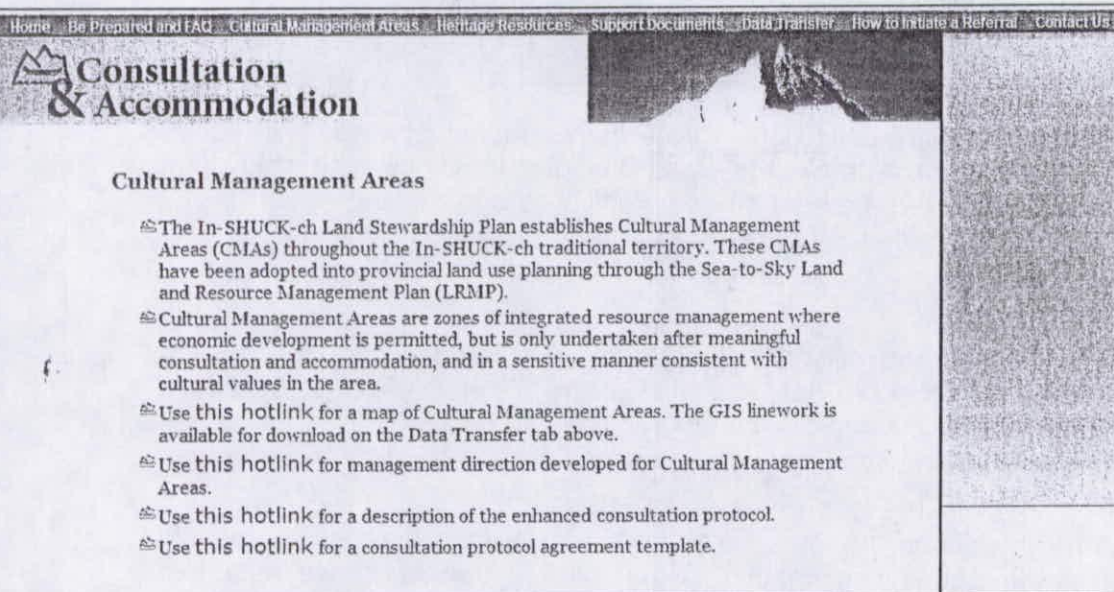 Home Be Prepared and FAQ Cultural Management Areas Heritage Resources Support Documents Data Transfer How to Initiate a Referral Contact Us
Consultation
& Accommodation
Cultural Management Areas
The In-SHUCK-ch Land Stewardship Plan establishes Cultural Management
Areas (CMAs) throughout the In-SHUCK-ch traditional territory. These CMAs
have been adopted into provincial land use planning through the Sea-to-Sky Land
and Resource Management Plan (LRMP).
Cultural Management Areas are zones of integrated resource management where
economic development is permitted, but is only undertaken after meaningful
consultation and accommodation, and in a sensitive manner consistent with
cultural values in the area.
Use this hotlink for a map of Cultural Management Areas. The GIS linework is
available for download on the Data Transfer tab above.
Use this hotlink for management direction developed for Cultural Management
Areas.
Use this hotlink for a description of the enhanced consultation protocol.
Use this hotlink for a consultation protocol agreement template.